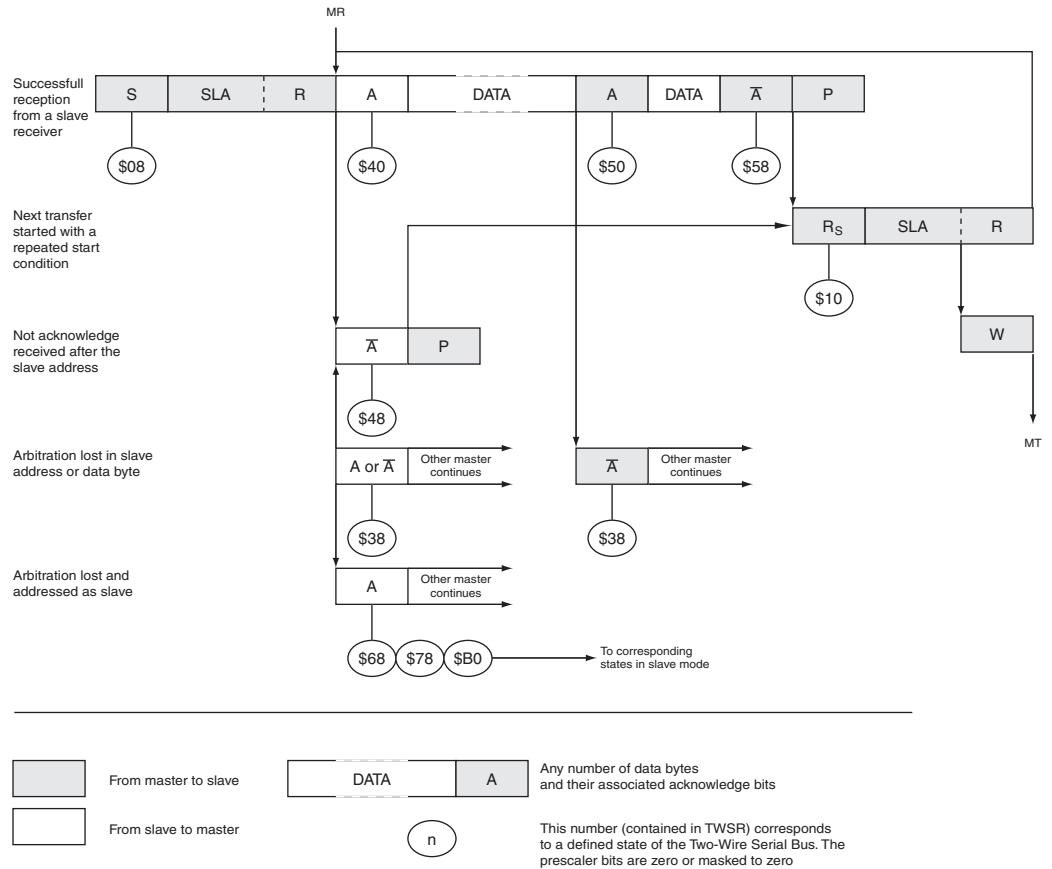 MR
Successfull
reception
from a slave
receiver
S SLA R A DATA A DATA A̅ P
$08 $40 $50 $58
Next transfer
started with a
repeated start
condition
RS SLA R
$10
Not acknowledge
received after the
slave address
A̅ P
W
$48
MT
Arbitration lost in slave
address or data byte
A or A̅
Other master
continues
A̅
Other master
continues
$38 $38
Arbitration lost and
addressed as slave
A
Other master
continues
$68 $78 $B0
To corresponding
states in slave mode
From master to slave
DATA A
Any number of data bytes
and their associated acknowledge bits
From slave to master
n
This number (contained in TWSR) corresponds
to a defined state of the Two-Wire Serial Bus. The
prescaler bits are zero or masked to zero